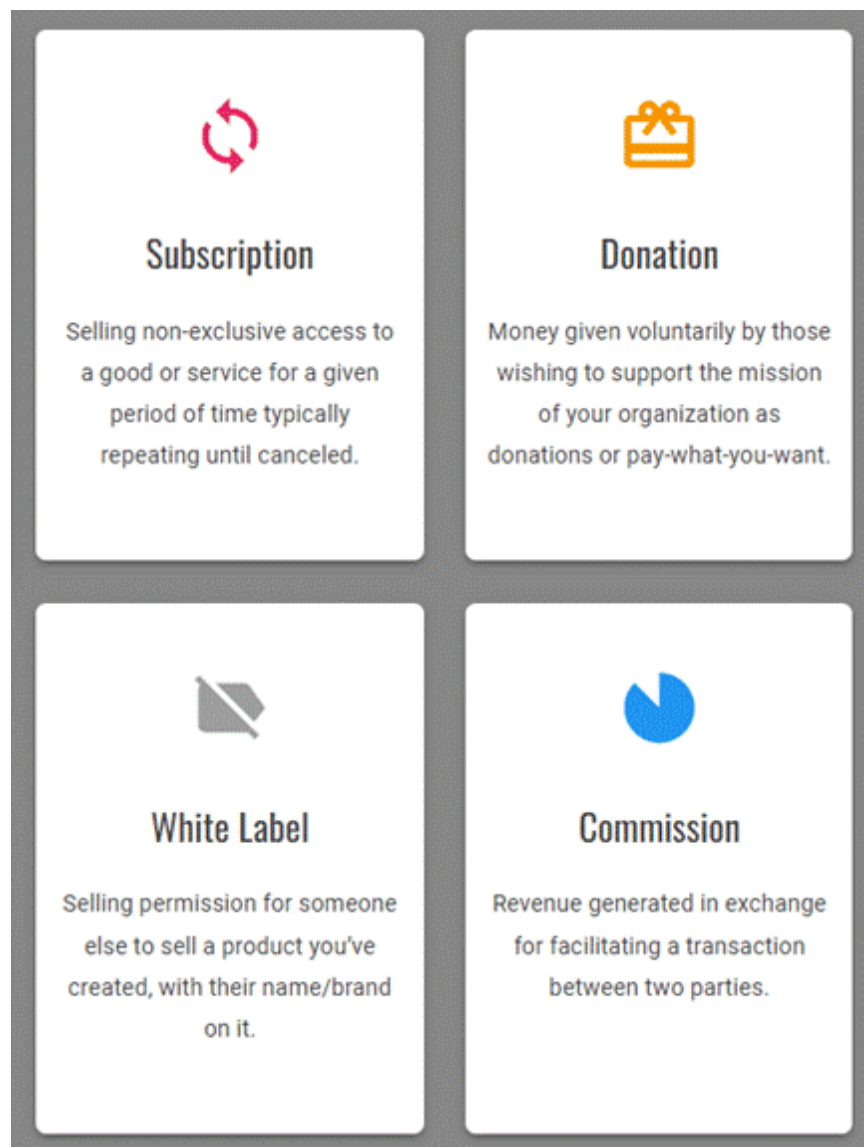 Subscription
Selling non-exclusive access to
a good or service for a given
period of time typically
repeating until canceled.
Donation
Money given voluntarily by those
wishing to support the mission
of your organization as
donations or pay-what-you-want.
White Label
Selling permission for someone
else to sell a product you've
created, with their name/brand
on it.
Commission
Revenue generated in exchange
for facilitating a transaction
between two parties.